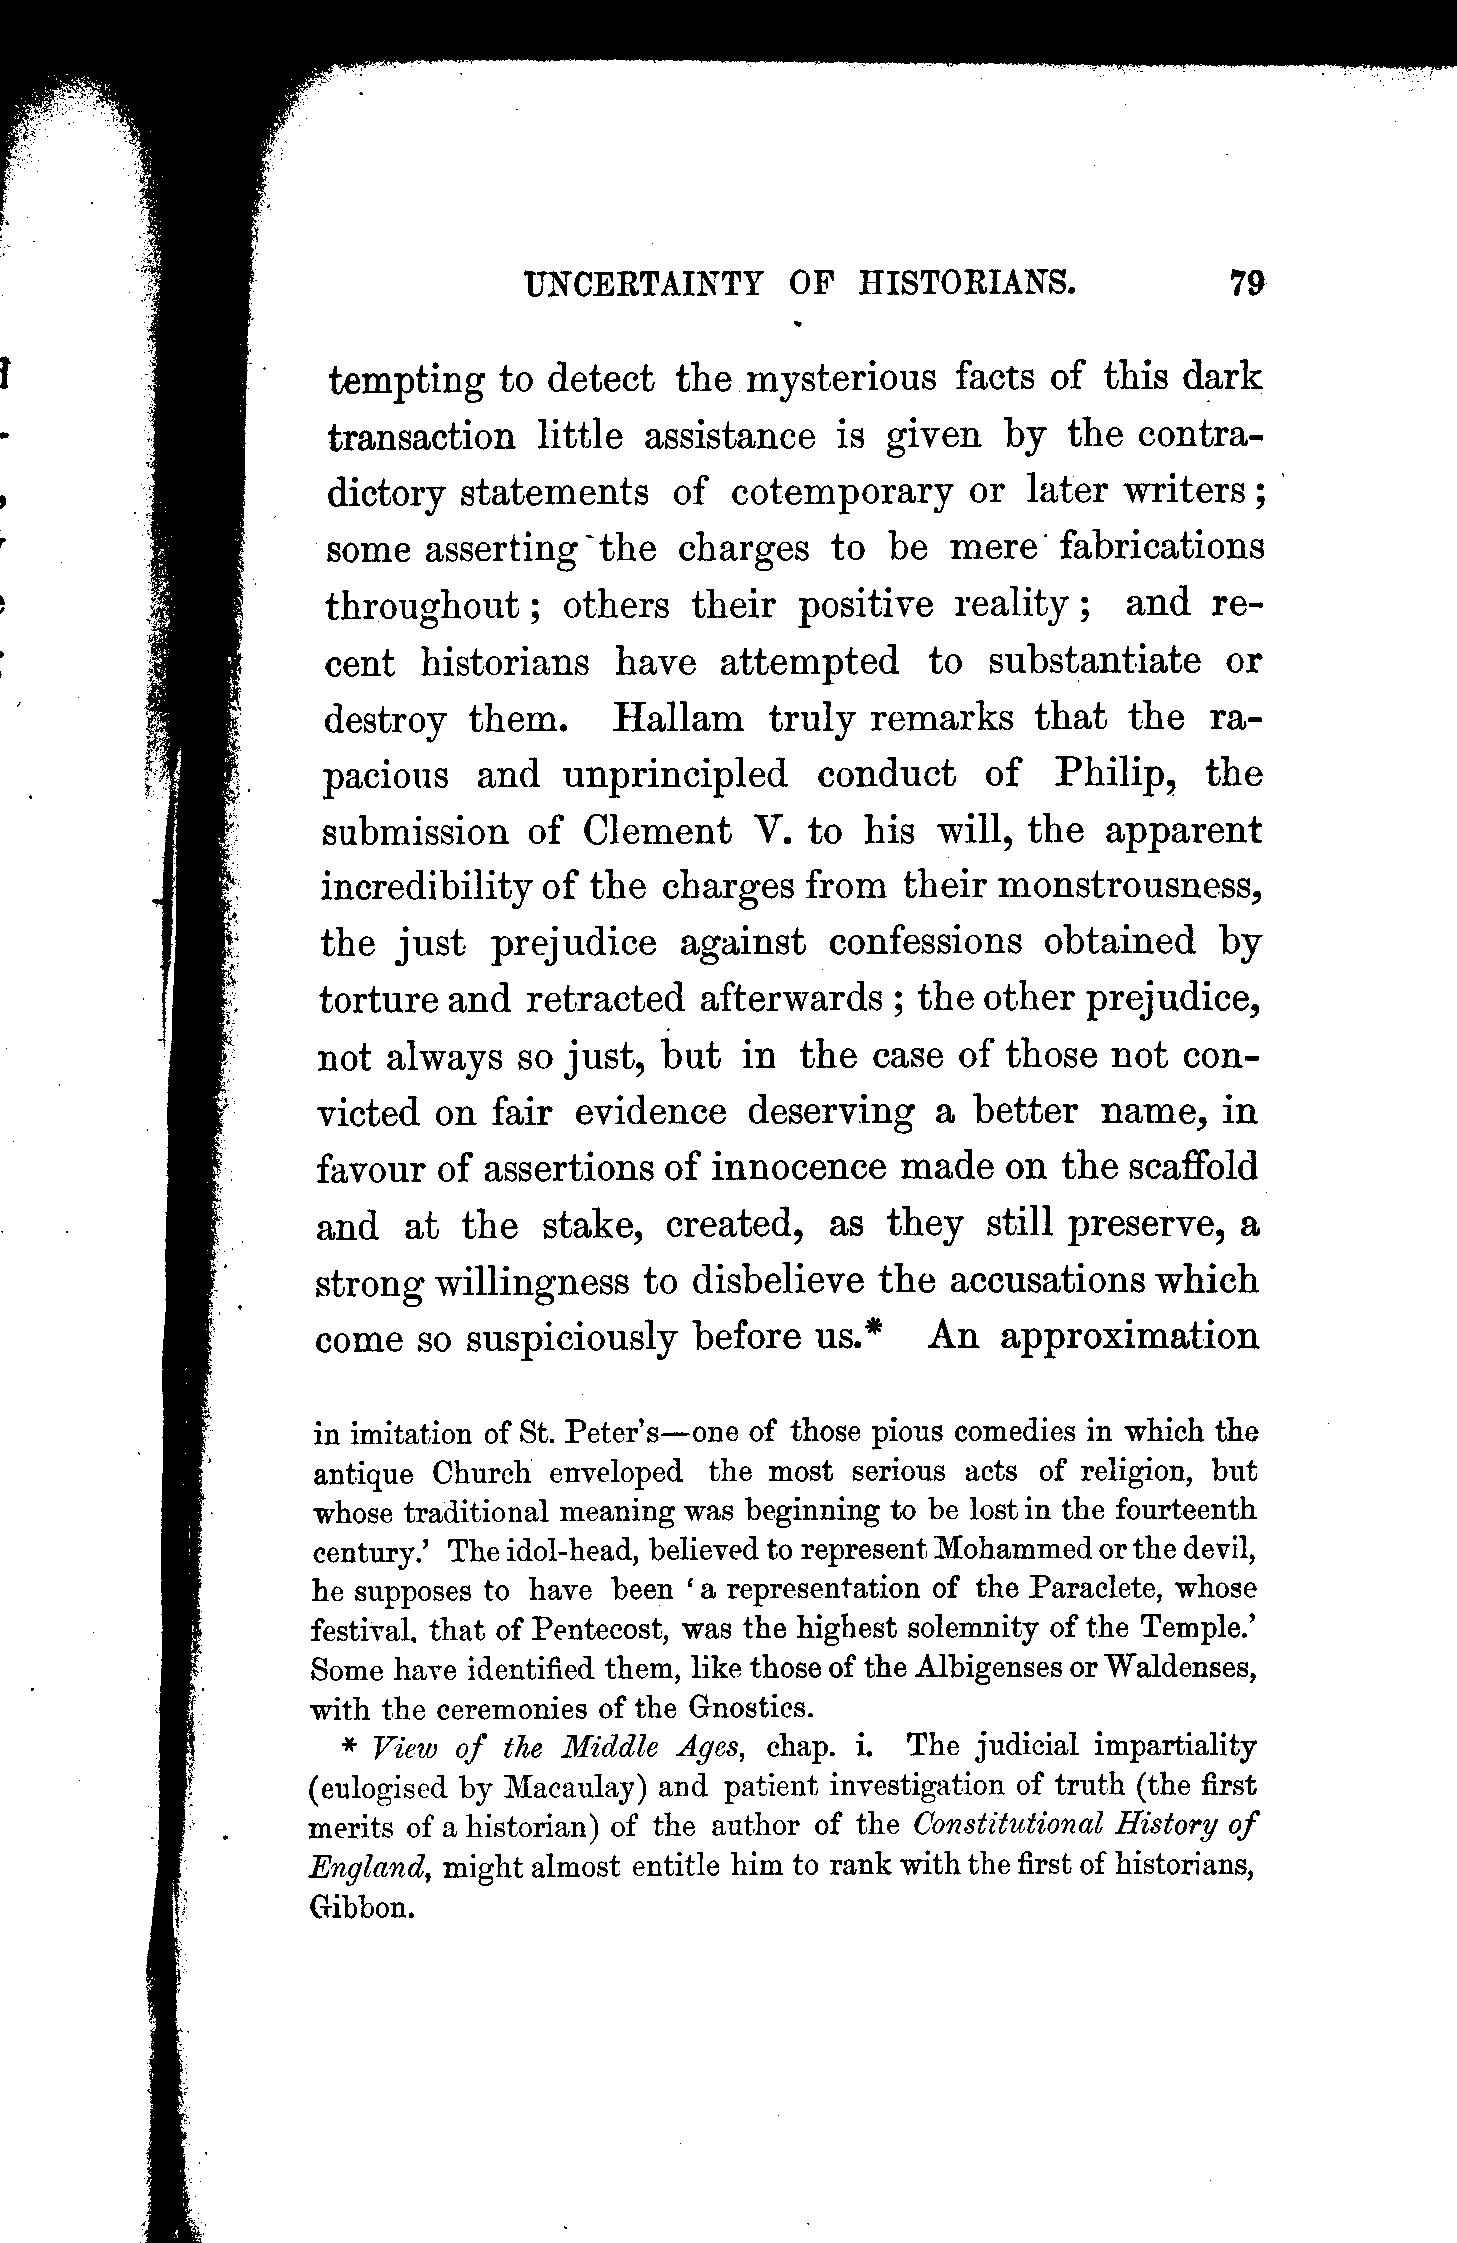 UNCERTAINTY OF HISTORIANS. 79
tempting to detect the mysterious facts of this dark
transaction little assistance is given by the contra-
dictory statements of cotemporary or later writers;
some asserting the charges to be mere fabrications
throughout; others their positive reality; and re-
cent historians have attempted to substantiate or
destroy them. Hallam truly remarks that the ra-
pacious and unprincipled conduct of Philip, the
submission of Clement V. to his will, the apparent
incredibility of the charges from their monstrousness,
the just prejudice against confessions obtained by
torture and retracted afterwards; the other prejudice,
not always so just, but in the case of those not con-
victed on fair evidence deserving a better name, in
favour of assertions of innocence made on the scaffold
and at the stake, created, as they still preserve, a
strong willingness to disbelieve the accusations which
come so suspiciously before us.* An approximation
in imitation of St. Peter's—one of those pious comedies in which the
antique Church enveloped the most serious acts of religion, but
whose traditional meaning was beginning to be lost in the fourteenth
century.' The idol-head, believed to represent Mohammed or the devil,
he supposes to have been 'a representation of the Paraclete, whose
festival, that of Pentecost, was the highest solemnity of the Temple.'
Some have identified them, like those of the Albigenses or Waldenses,
with the ceremonies of the Gnostics.
* View of the Middle Ages, chap. i. The judicial impartiality
(eulogised by Macaulay) and patient investigation of truth (the first
merits of a historian) of the author of the Constitutional History of
England, might almost entitle him to rank with the first of historians,
Gibbon.